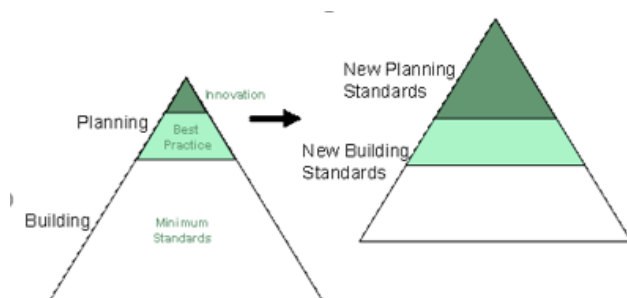 Innovation
Planning
Best
Practice
Building
Minimum
Standards
New Planning
Standards
New Building
Standards